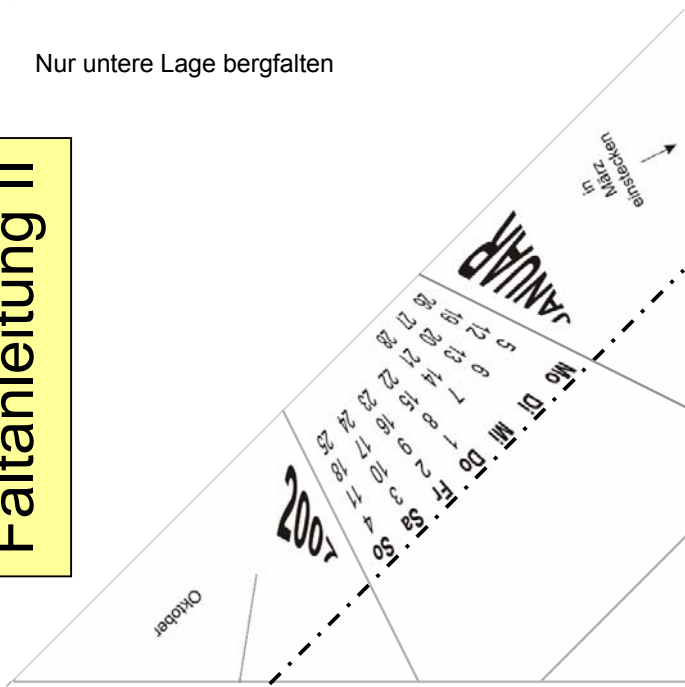 Nur untere Lage bergfalten
Faltanleitung II
in
März
einstecken
JANUAR
Mo 5 12 19 26
Di 6 13 20 27
Mi 7 14 21 28
Do 1 8 15 22
Fr 2 9 16 23
Sa 3 10 17 24
So 4 11 18 25
Oktober